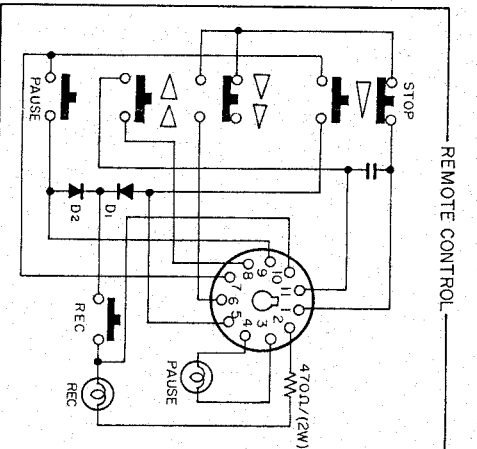 REMOTE CONTROL
STOP
PAUSE
D2
D1
REC
REC
PAUSE
470Ω/(2W)
1
2
3
4
5
6
7
8
9
10
11